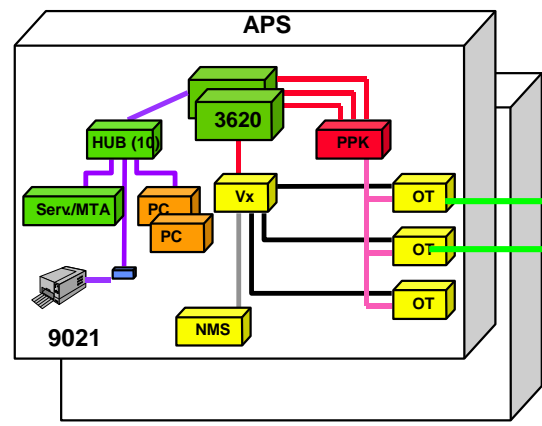 APS
3620
HUB (10)
PPK
Serv./MTA
PC
PC
Vx
OT
OT
OT
NMS
9021